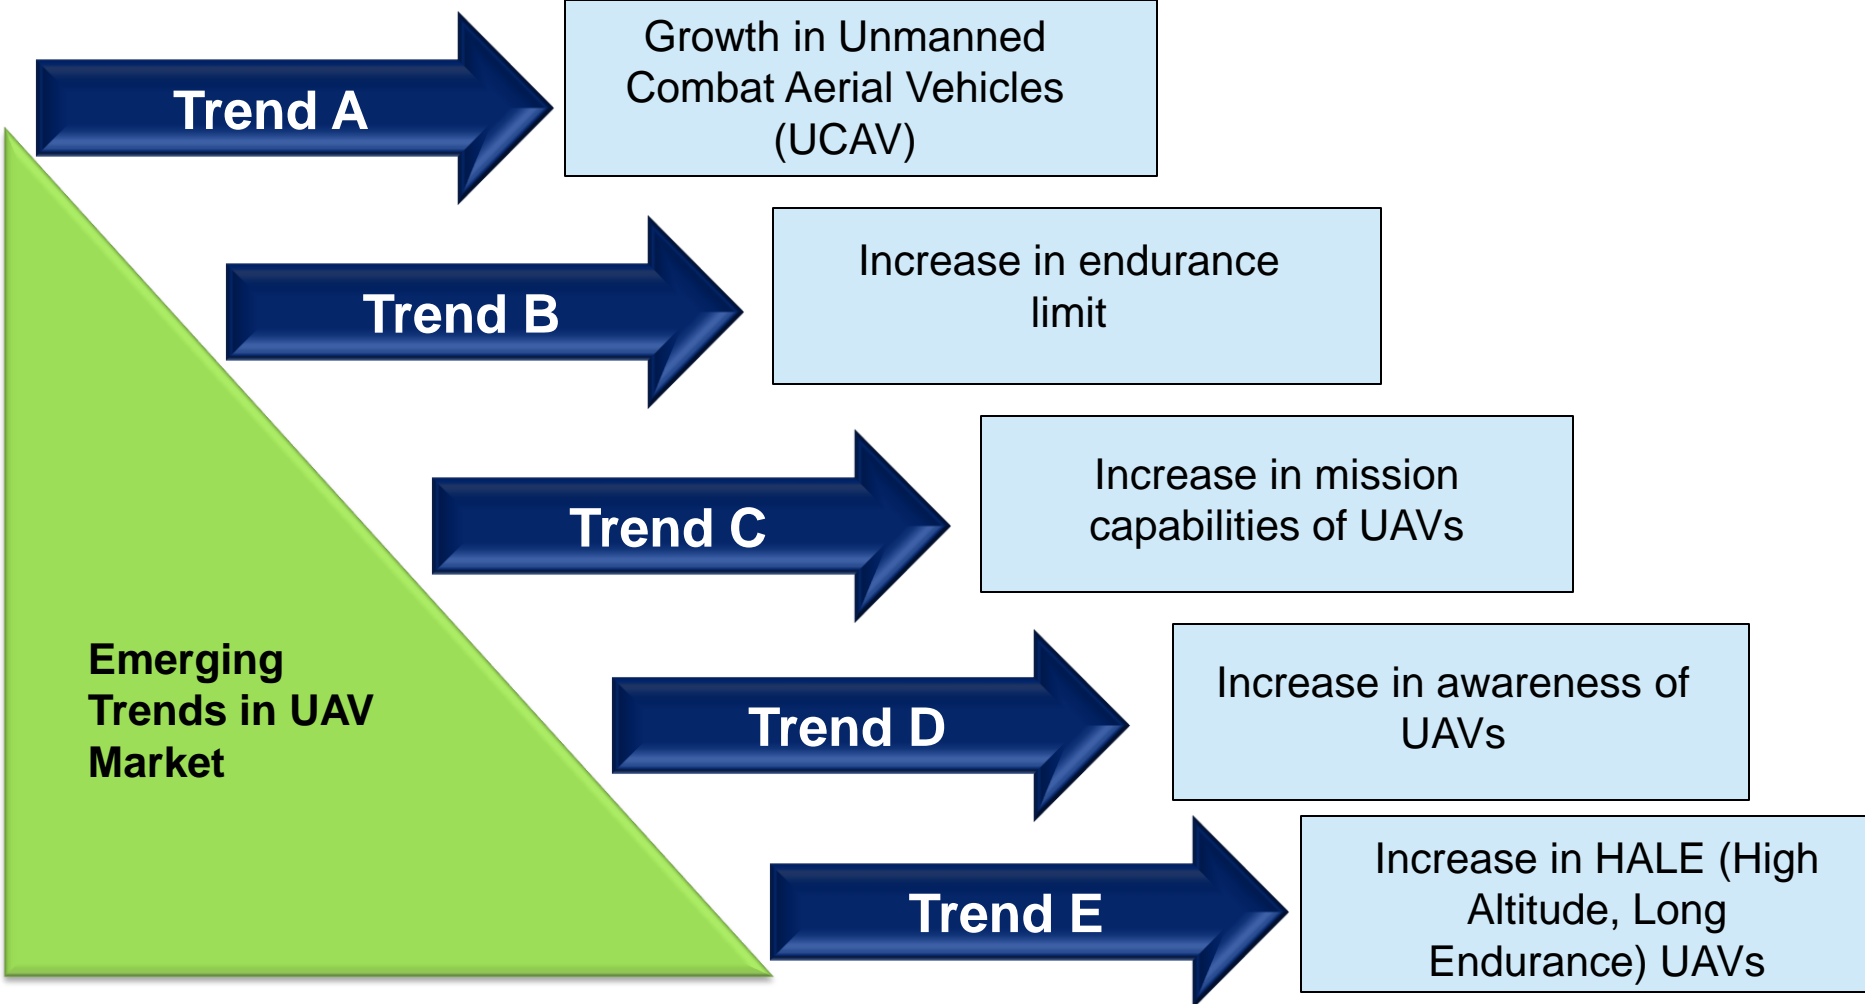 Trend A
Growth in Unmanned
Combat Aerial Vehicles
(UCAV)
Trend B
Increase in endurance
limit
Trend C
Increase in mission
capabilities of UAVs
Emerging
Trends in UAV
Market
Trend D
Increase in awareness of
UAVs
Trend E
Increase in HALE (High
Altitude, Long
Endurance) UAVs